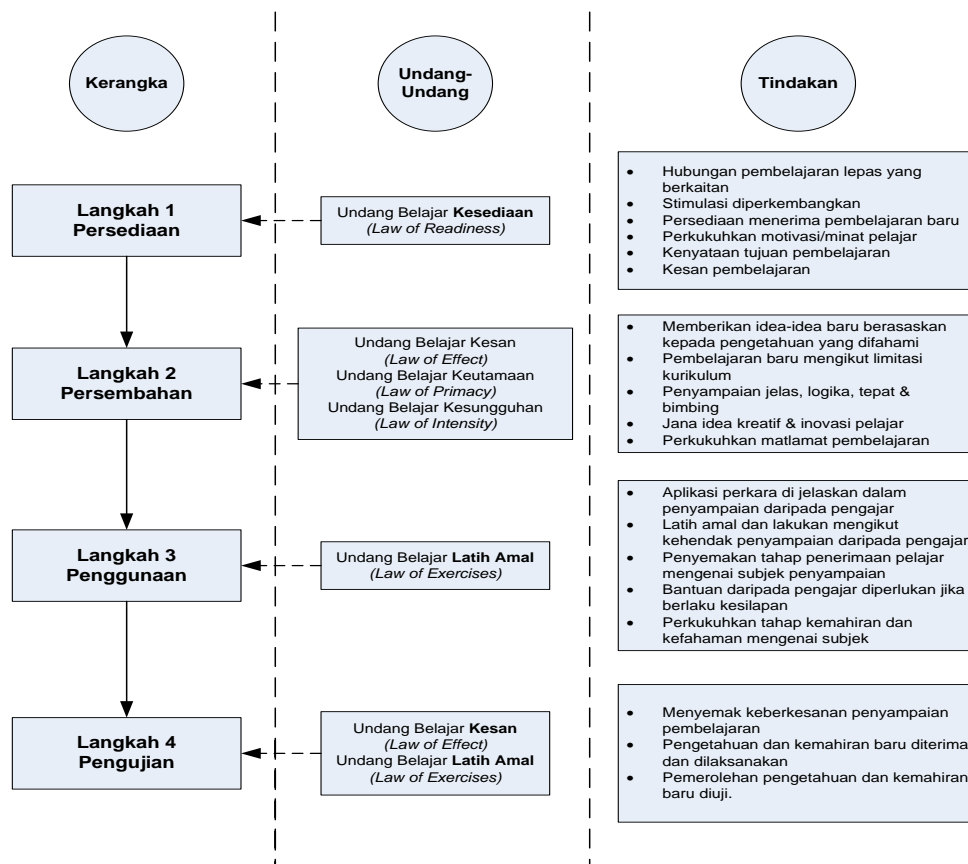 Kerangka
Undang-
Undang
Tindakan
Langkah 1
Persediaan
Undang Belajar Kesediaan
(Law of Readiness)
• Hubungan pembelajaran lepas yang
berkaitan
• Stimulasi diperkembangkan
• Persediaan menerima pembelajaran baru
• Perkukuhkan motivasi/minat pelajar
• Kenyataan tujuan pembelajaran
• Kesan pembelajaran
Langkah 2
Persembahan
Undang Belajar Kesan
(Law of Effect)
Undang Belajar Keutamaan
(Law of Primacy)
Undang Belajar Kesungguhan
(Law of Intensity)
• Memberikan idea-idea baru berasaskan
kepada pengetahuan yang difahami
• Pembelajaran baru mengikut limitasi
kurikulum
• Penyampaian jelas, logika, tepat &
bimbing
• Jana idea kreatif & inovasi pelajar
• Perkukuhkan matlamat pembelajaran
Langkah 3
Penggunaan
Undang Belajar Latih Amal
(Law of Exercises)
• Aplikasi perkara di jelaskan dalam
penyampaian daripada pengajar
• Latih amal dan lakukan mengikut
kehendak penyampaian daripada pengajar
• Penyemakan tahap penerimaan pelajar
mengenai subjek penyampaian
• Bantuan daripada pengajar diperlukan jika
berlaku kesilapan
• Perkukuhkan tahap kemahiran dan
kefahaman mengenai subjek
Langkah 4
Pengujian
Undang Belajar Kesan
(Law of Effect)
Undang Belajar Latih Amal
(Law of Exercises)
• Menyemak keberkesanan penyampaian
pembelajaran
• Pengetahuan dan kemahiran baru diterima
dan dilaksanakan
• Pemerolehan pengetahuan dan kemahiran
baru diuji.